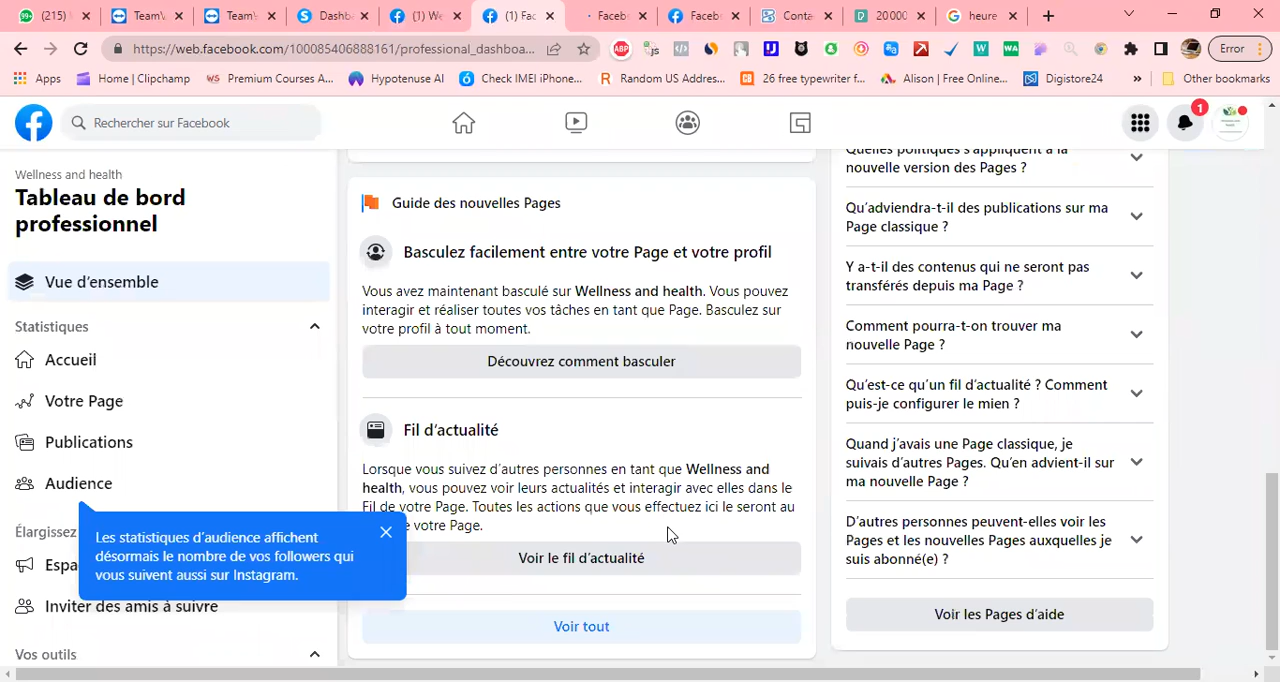 (215)
TeamV
TeamV
Dashb
(1) We
(1) Fac
Faceb
Faceb
Conta
20 000
heure
https://web.facebook.com/100085406888161/professional_dashboa...
ABP
Error
Apps
Home | Clipchamp
WS Premium Courses A...
Hypotenuse AI
Check IMEI iPhone...
Random US Addres...
26 free typewriter f...
Alison | Free Online...
Digistore24
»
Other bookmarks
Rechercher sur Facebook
1
Wellness and health
Tableau de bord
professionnel
Vue d’ensemble
Statistiques
Accueil
Votre Page
Publications
Audience
Élargissez
Les statistiques d’audience affichent
désormais le nombre de vos followers qui
vous suivent aussi sur Instagram.
Espa
Inviter des amis à suivre
Vos outils
Guide des nouvelles Pages
Basculez facilement entre votre Page et votre profil
Vous avez maintenant basculé sur Wellness and health. Vous pouvez
interagir et réaliser toutes vos tâches en tant que Page. Basculez sur
votre profil à tout moment.
Découvrez comment basculer
Fil d’actualité
Lorsque vous suivez d’autres personnes en tant que Wellness and
health, vous pouvez voir leurs actualités et interagir avec elles dans le
Fil de votre Page. Toutes les actions que vous effectuez ici le seront au
e votre Page.
Voir le fil d’actualité
Voir tout
Quelles politiques s’appliquent à la
nouvelle version des Pages ?
Qu’adviendra-t-il des publications sur ma
Page classique ?
Y a-t-il des contenus qui ne seront pas
transférés depuis ma Page ?
Comment pourra-t-on trouver ma
nouvelle Page ?
Qu’est-ce qu’un fil d’actualité ? Comment
puis-je configurer le mien ?
Quand j’avais une Page classique, je
suivais d’autres Pages. Qu’en advient-il sur
ma nouvelle Page ?
D’autres personnes peuvent-elles voir les
Pages et les nouvelles Pages auxquelles je
suis abonné(e) ?
Voir les Pages d’aide